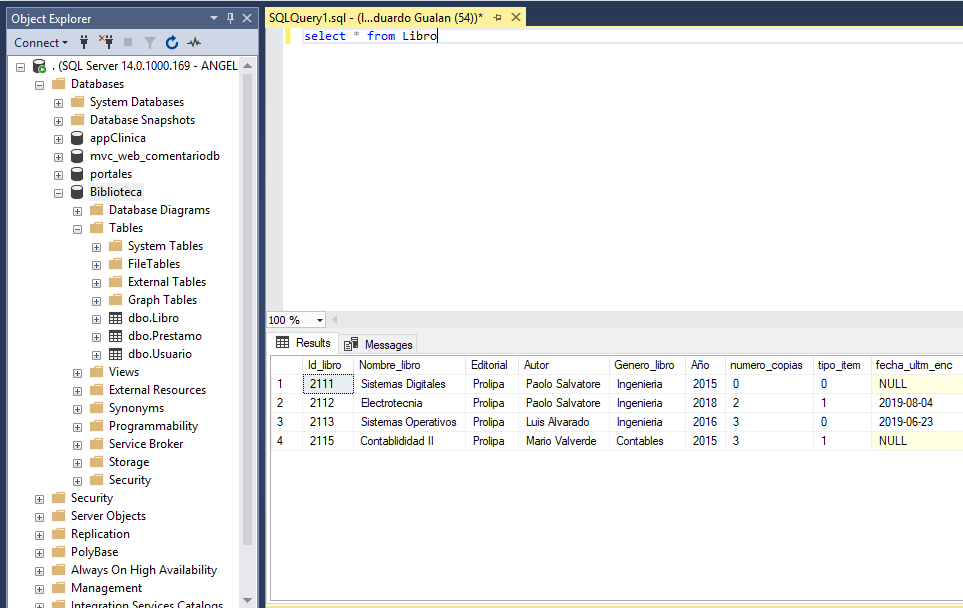 Object Explorer
Connect
. (SQL Server 14.0.1000.169 - ANGEL
Databases
System Databases
Database Snapshots
appClinica
mvc_web_comentariodb
portales
Biblioteca
Database Diagrams
Tables
System Tables
FileTables
External Tables
Graph Tables
dbo.Libro
dbo.Prestamo
dbo.Usuario
Views
External Resources
Synonyms
Programmability
Service Broker
Storage
Security
Security
Server Objects
Replication
PolyBase
Always On High Availability
Management
Integration Services Catalogs
SQLQuery1.sql - (l...duardo Gualan (54))*
select * from Libro
100 %
Results Messages
Id_libro Nombre_libro Editorial Autor Genero_libro Año numero_copias tipo_item fecha_ultm_enc
1 2111 Sistemas Digitales Prolipa Paolo Salvatore Ingenieria 2015 0 0 NULL
2 2112 Electrotecnia Prolipa Paolo Salvatore Ingenieria 2018 2 1 2019-08-04
3 2113 Sistemas Operativos Prolipa Luis Alvarado Ingenieria 2016 3 0 2019-06-23
4 2115 Contablididad II Prolipa Mario Valverde Contables 2015 3 1 NULL